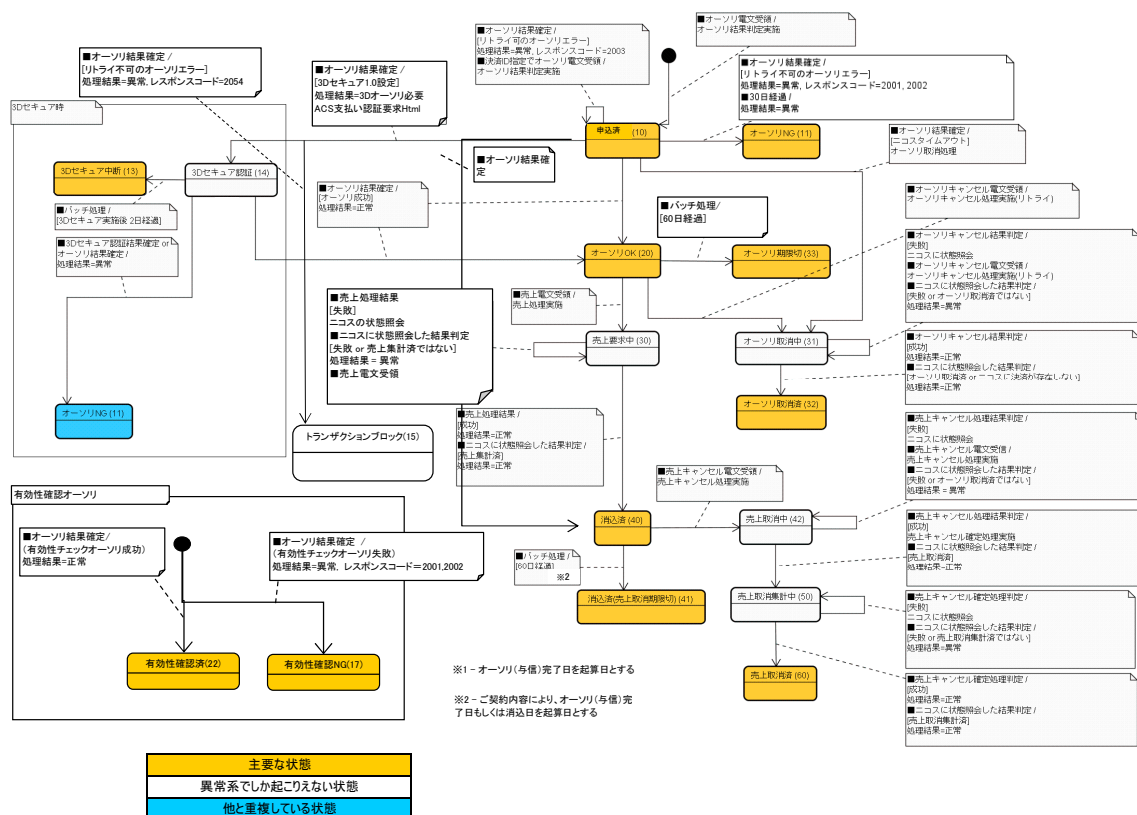 ■オーソリ結果確定 /
[リトライ不可のオーソリエラー]
処理結果=異常, レスポンスコード=2054
■オーソリ結果確定 /
[3Dセキュア1.0設定]
処理結果=3Dオーソリ必要
ACS支払い認証要求Html
■オーソリ結果確定 /
[リトライ可のオーソリエラー]
処理結果=異常, レスポンスコード=2003
■決済ID指定でオーソリ電文受領 /
オーソリ結果判定実施
■オーソリ電文受領 /
オーソリ結果判定実施
■オーソリ結果確定 /
[リトライ不可のオーソリエラー]
処理結果=異常, レスポンスコード=2001, 2002
■30日経過 /
処理結果=異常
3Dセキュア時
申込済 (10)
オーソリNG (11)
■オーソリ結果確定 /
[ニコスタイムアウト]
オーソリ取消処理
■オーソリ結果確
定
3Dセキュア中断 (13)
3Dセキュア認証 (14)
■オーソリ結果確定 /
[オーソリ成功]
処理結果=正常
■オーソリキャンセル電文受領 /
オーソリキャンセル処理実施(リトライ)
■バッチ処理 /
[3Dセキュア実施後 2日経過]
■バッチ処理/
[60日経過]
■3Dセキュア認証結果確定 or
オーソリ結果確定 /
処理結果=異常
オーソリOK (20)
オーソリ期限切 (33)
■オーソリキャンセル結果判定 /
[失敗]
ニコスに状態照会
■オーソリキャンセル電文受領 /
オーソリキャンセル処理実施(リトライ)
■ニコスに状態照会した結果判定 /
[失敗 or オーソリ取消済ではない]
処理結果=異常
■売上処理結果
[失敗]
ニコスの状態照会
■ニコスに状態照会した結果判定
[失敗 or 売上集計済ではない]
処理結果 = 異常
■売上電文受領
■売上電文受領 /
売上処理実施
売上要求中 (30)
オーソリ取消中 (31)
■オーソリキャンセル結果判定 /
[成功]
処理結果=正常
■ニコスに状態照会した結果判定 /
[オーソリ取消済 or ニコスに決済が存在しない]
処理結果=正常
オーソリNG (11)
オーソリ取消済 (32)
トランザクションブロック(15)
■売上処理結果 /
[成功]
処理結果=正常
■ニコスに状態照会した結果判定 /
[売上集計済]
処理結果=正常
■売上キャンセル処理結果判定 /
[失敗]
ニコスに状態照会
■売上キャンセル電文受信 /
売上キャンセル処理実施
■ニコスに状態照会した結果判定 /
[失敗 or オーソリ取消済ではない]
処理結果 = 異常
■売上キャンセル電文受領 /
売上キャンセル処理実施
有効性確認オーソリ
■オーソリ結果確定/
(有効性チェックオーソリ成功)
処理結果=正常
■オーソリ結果確定 /
(有効性チェックオーソリ失敗)
処理結果=異常, レスポンスコード=2001,2002
消込済 (40)
売上取消中 (42)
■売上キャンセル処理結果判定 /
[成功]
売上キャンセル確定処理実施
■ニコスに状態照会した結果判定 /
[売上取消済]
処理結果=正常
■バッチ処理 /
[60日経過]
※2
消込済(売上取消期限切) (41)
売上取消集計中 (50)
■売上キャンセル確定処理判定 /
[失敗]
ニコスに状態照会
■ニコスに状態照会した結果判定 /
[失敗 or 売上取消集計済ではない]
処理結果=異常
有効性確認済(22)
有効性確認NG(17)
※1 - オーソリ(与信)完了日を起算日とする
売上取消済 (60)
※2 - ご契約内容により、オーソリ(与信)完
了日もしくは消込日を起算日とする
■売上キャンセル確定処理判定 /
[成功]
処理結果=正常
■ニコスに状態照会した結果判定 /
[売上取消集計済]
処理結果=正常
主要な状態
異常系でしか起こりえない状態
他と重複している状態